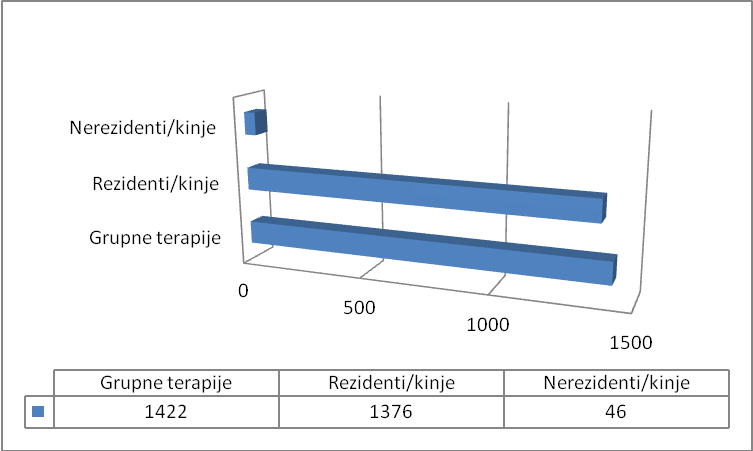 Nerezidenti/kinje
Rezidenti/kinje
Grupne terapije
0
500
1000
1500
Grupne terapije Rezidenti/kinje Nerezidenti/kinje
1422 1376 46